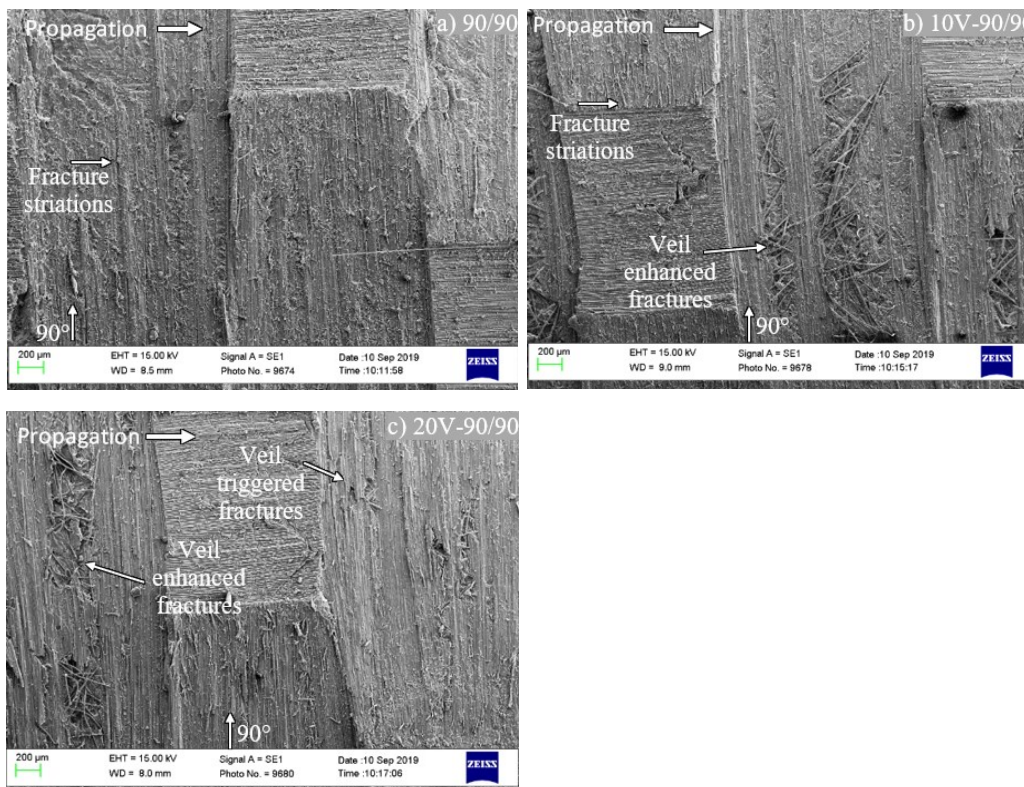 Propagation
a) 90/90
Fracture
striations
90°
200 µm
EHT = 15.00 kV
WD = 8.5 mm
Signal A = SE1
Photo No. = 9674
Date :10 Sep 2019
Time :10:11:58
ZEISS
Propagation
b) 10V-90/90
Fracture
striations
Veil
enhanced
fractures
90°
200 µm
EHT = 15.00 kV
WD = 9.0 mm
Signal A = SE1
Photo No. = 9678
Date :10 Sep 2019
Time :10:15:17
ZEISS
Propagation
c) 20V-90/90
Veil
triggered
fractures
Veil
enhanced
fractures
90°
200 µm
EHT = 15.00 kV
WD = 8.0 mm
Signal A = SE1
Photo No. = 9680
Date :10 Sep 2019
Time :10:17:06
ZEISS